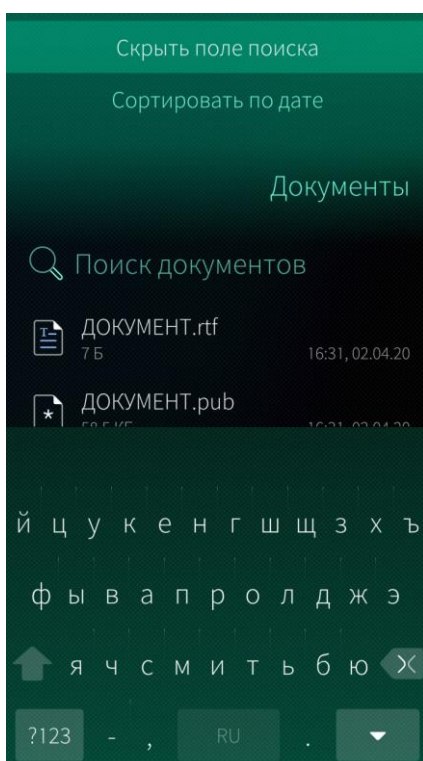 Скрыть поле поиска
Сортировать по дате
Документы
Поиск документов
ДОКУМЕНТ.rtf
7 Б 16:31, 02.04.20
ДОКУМЕНТ.pub
й ц у к е н г ш щ з х ъ
ф ы в а п р о л д ж э
я ч с м и т ь б ю
?123 - , RU .